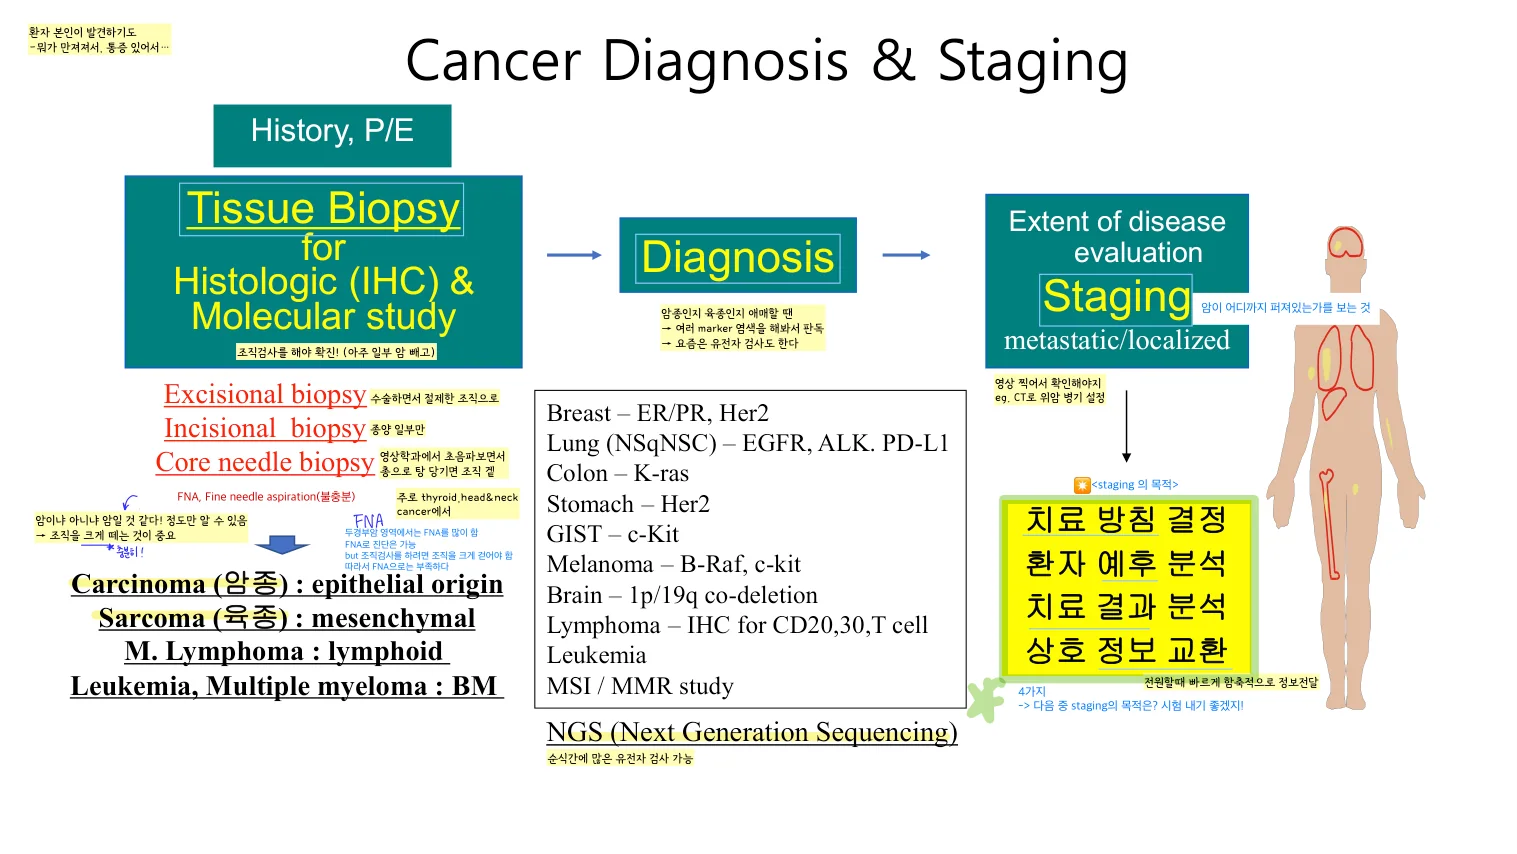 환자 본인이 발견하기도
-뭐가 만져져서, 통증 있어서…
Cancer Diagnosis & Staging
History, P/E
Tissue Biopsy
for
Histologic (IHC) &
Molecular study
조직검사를 해야 확진! (아주 일부 암 빼고)
Excisional biopsy 수술하면서 절제한 조직으로
Incisional biopsy 종양 일부만
Core needle biopsy 영상학과에서 초음파보면서
총으로 탕 당기면 조직 겥
FNA, Fine needle aspiration(불충분)
주로 thyroid,head&neck
cancer에서
암이냐 아니냐 암일 것 같다! 정도만 알 수 있음
→ 조직을 크게 떼는 것이 중요
충분히!
FNA
두경부암 영역에서는 FNA를 많이 함
FNA로 진단은 가능
but 조직검사를 하려면 조직을 크게 걷어야 함
따라서 FNA으로는 부족하다
Carcinoma (암종) : epithelial origin
Sarcoma (육종) : mesenchymal
M. Lymphoma : lymphoid
Leukemia, Multiple myeloma : BM
Diagnosis
암종인지 육종인지 애매할 땐
→ 여러 marker 염색을 해봐서 판독
→ 요즘은 유전자 검사도 한다
Breast – ER/PR, Her2
Lung (NSqNSC) – EGFR, ALK. PD-L1
Colon – K-ras
Stomach – Her2
GIST – c-Kit
Melanoma – B-Raf, c-kit
Brain – 1p/19q co-deletion
Lymphoma – IHC for CD20,30,T cell
Leukemia
MSI / MMR study
NGS (Next Generation Sequencing)
순식간에 많은 유전자 검사 가능
Extent of disease
evaluation
Staging
metastatic/localized
암이 어디까지 퍼져있는가를 보는 것
영상 찍어서 확인해야지
eg, CT로 위암 병기 설정
<staging 의 목적>
치료 방침 결정
환자 예후 분석
치료 결과 분석
상호 정보 교환
전원할때 빠르게 함축적으로 정보전달
4가지
-> 다음 중 staging의 목적은? 시험 내기 좋겠지!